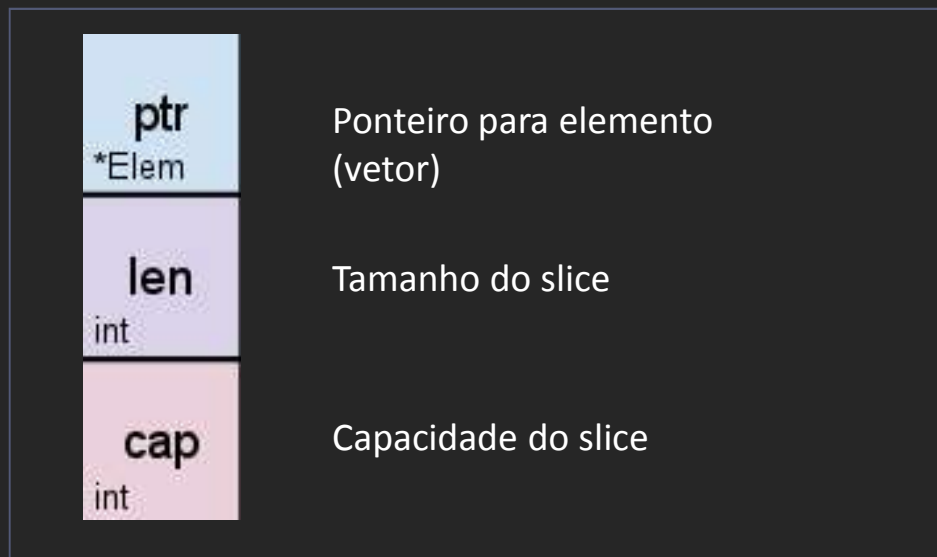 ptr
*Elem
Ponteiro para elemento
(vetor)
len
int
Tamanho do slice
cap
int
Capacidade do slice